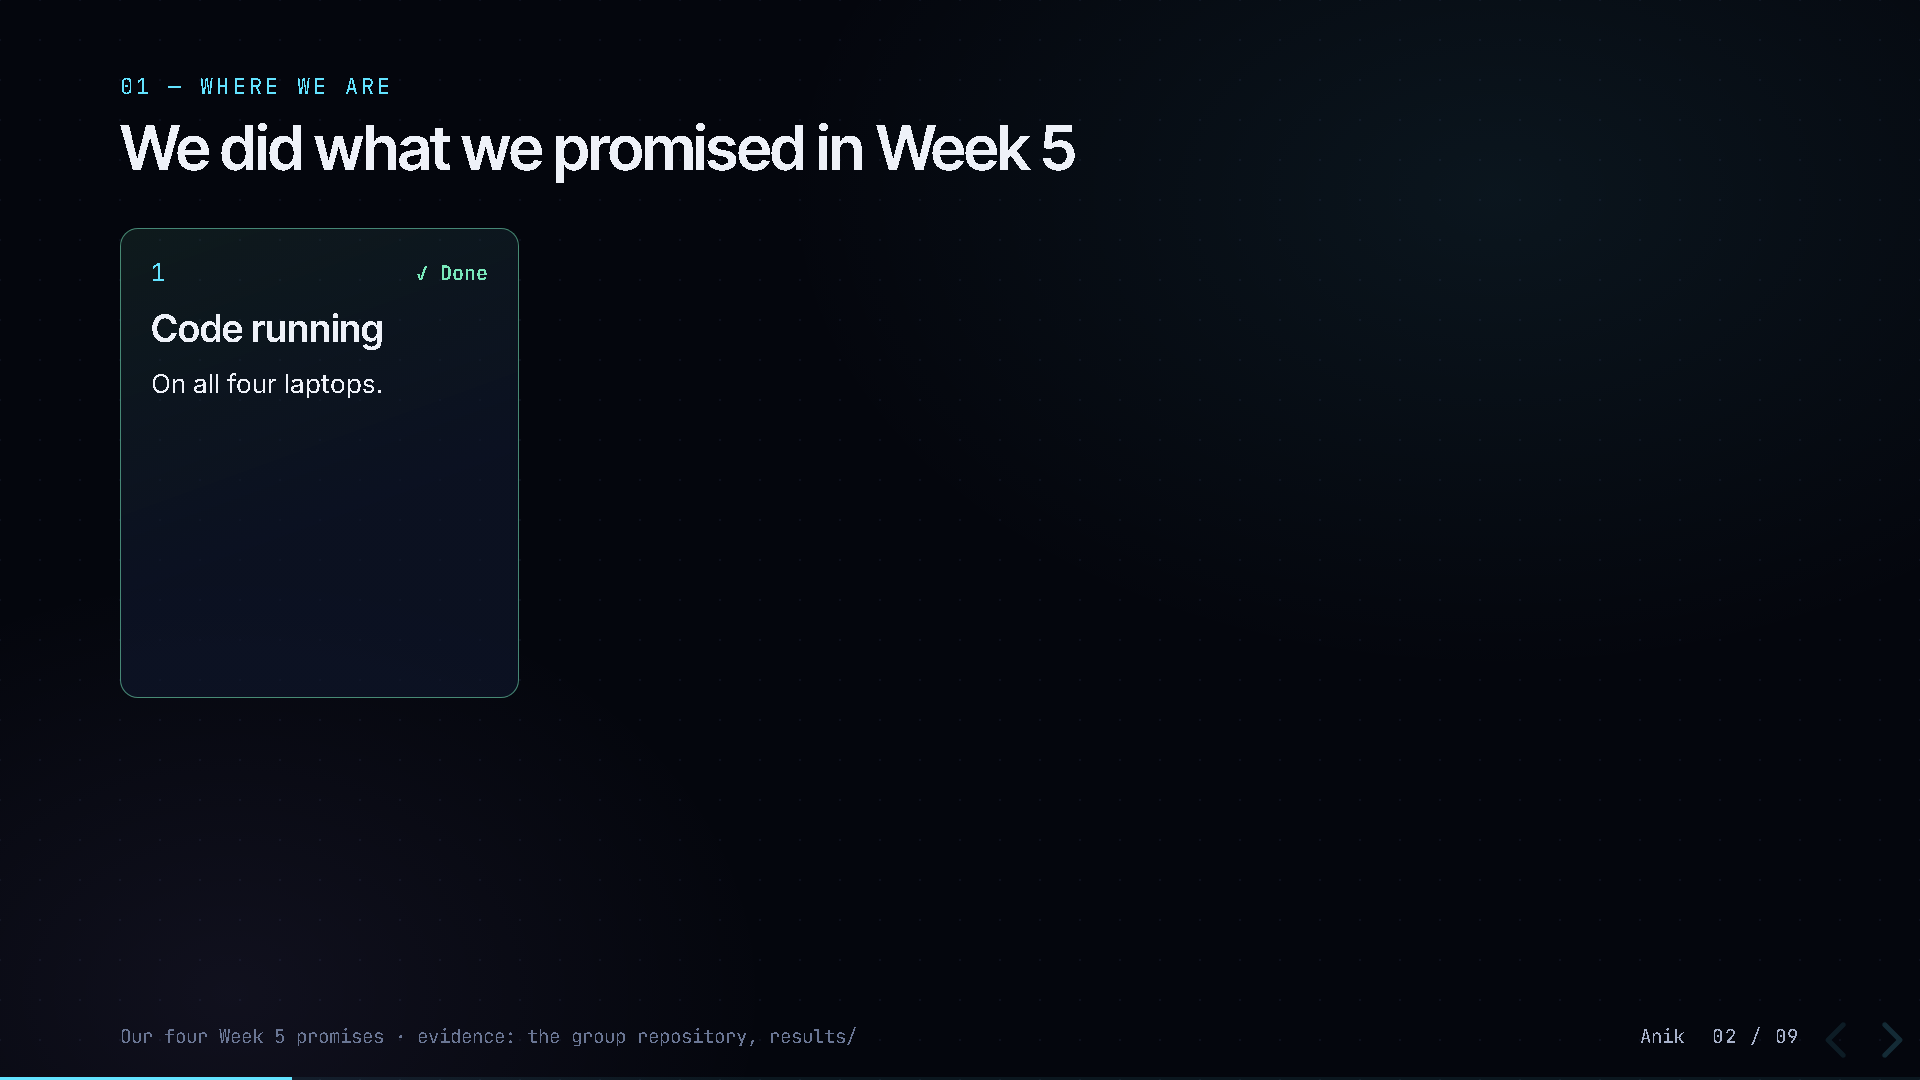 01 — WHERE WE ARE
We did what we promised in Week 5
1
✓ Done
Code running
On all four laptops.
Our four Week 5 promises · evidence: the group repository, results/
Anik 02 / 09